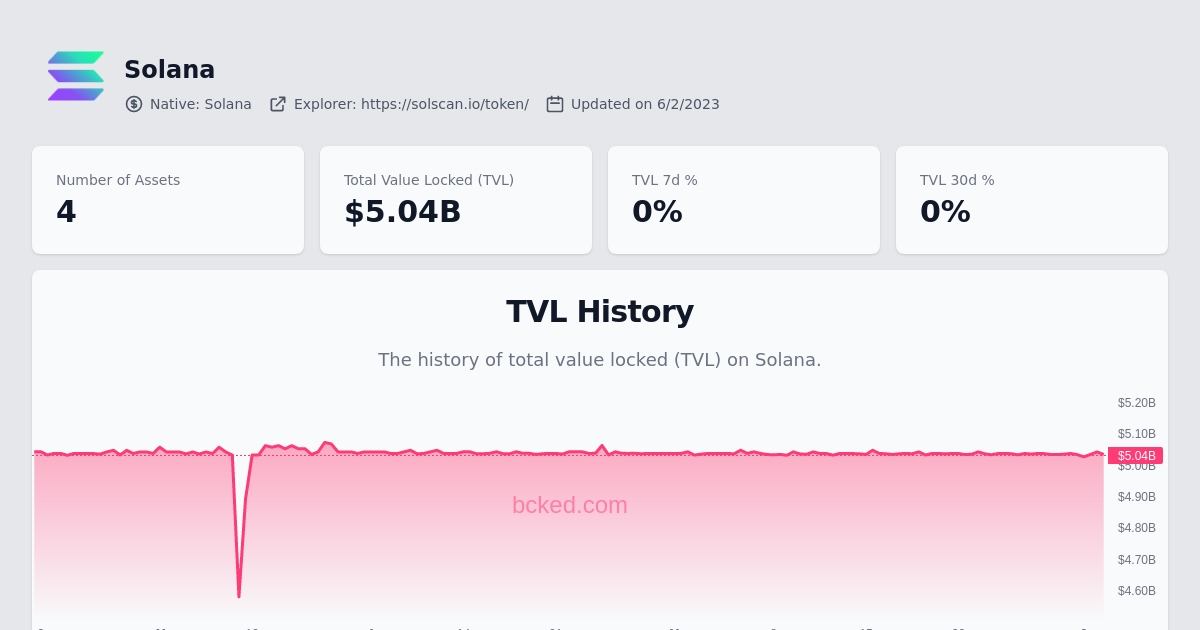 Solana
Native: Solana Explorer: https://solscan.io/token/ Updated on 6/2/2023
Number of Assets
4
Total Value Locked (TVL)
$5.04B
TVL 7d %
0%
TVL 30d %
0%
TVL History
The history of total value locked (TVL) on Solana.
$5.20B
$5.10B
$5.04B
$5.00B
$4.90B
$4.80B
$4.70B
$4.60B
bcked.com